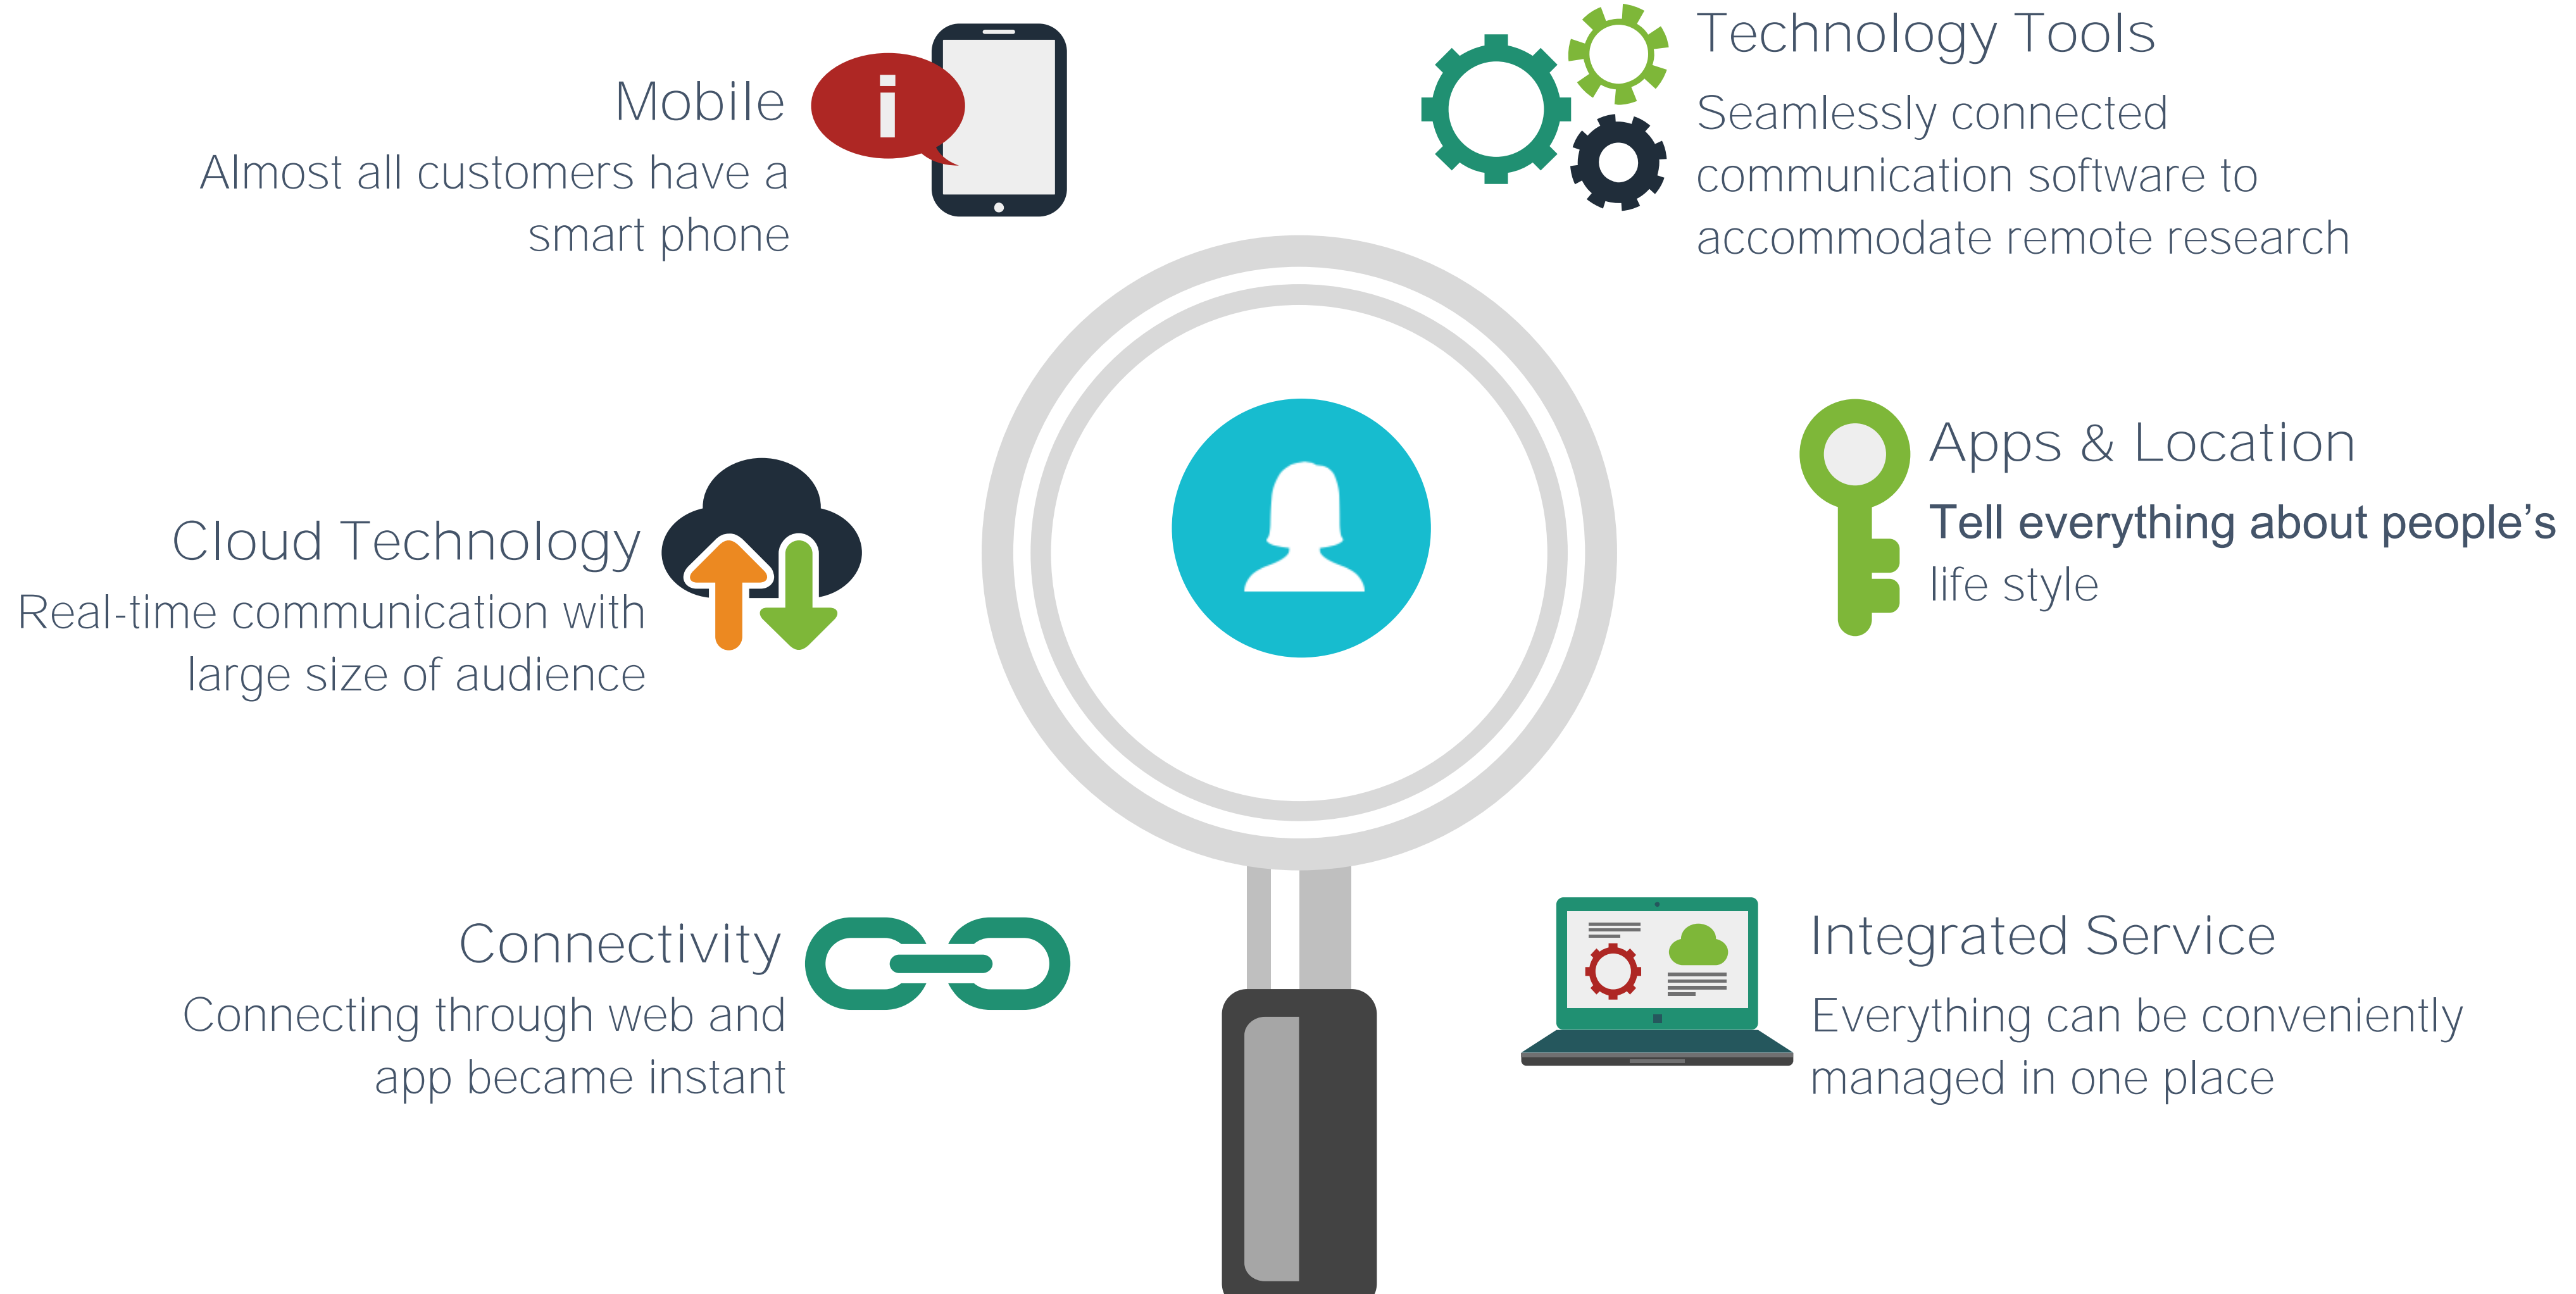 Mobile
Almost all customers have a
smart phone
i
Technology Tools
Seamlessly connected
communication software to
accommodate remote research
Cloud Technology
Real-time communication with
large size of audience
Apps & Location
Tell everything about people’s
life style
Connectivity
Connecting through web and
app became instant
Integrated Service
Everything can be conveniently
managed in one place